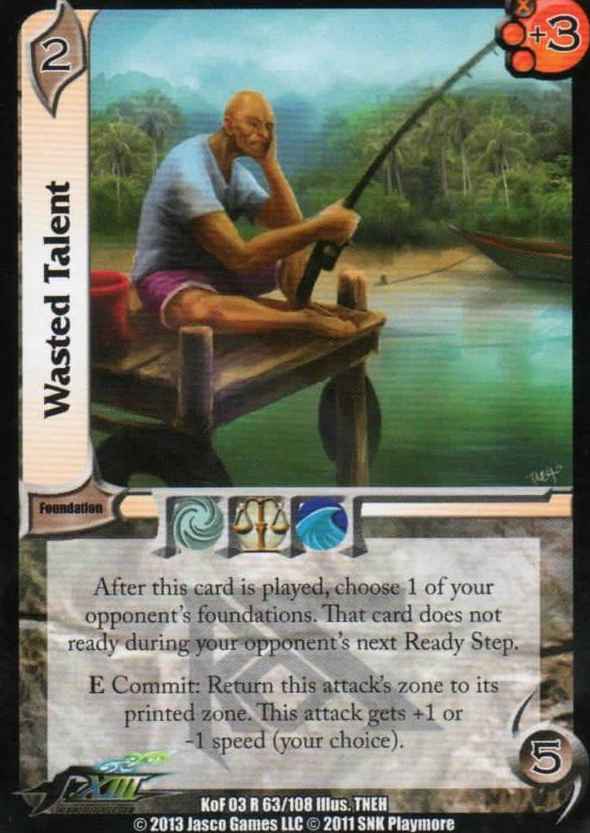 2
+3
Wasted Talent
Foundation
After this card is played, choose 1 of your
opponent's foundations. That card does not
ready during your opponent's next Ready Step.
E Commit: Return this attack's zone to its
printed zone. This attack gets +1 or
-1 speed (your choice).
5
XIII
KoF 03 R 63/108 Illus. TNEH
© 2013 Jasco Games LLC © 2011 SNK Playmore